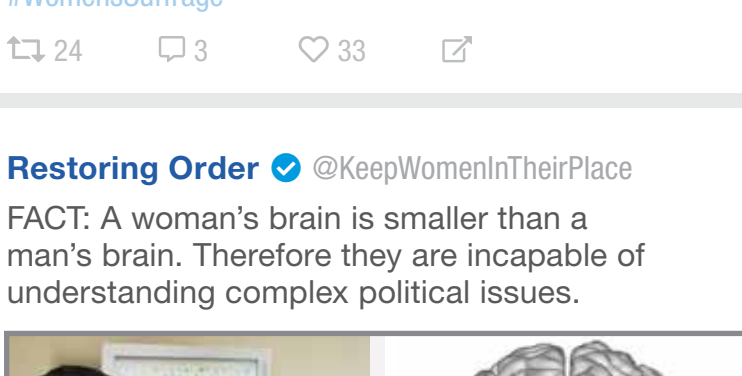 #WomensSuffrage
24 3 33
Restoring Order @KeepWomenInTheirPlace
FACT: A woman's brain is smaller than a
man's brain. Therefore they are incapable of
understanding complex political issues.